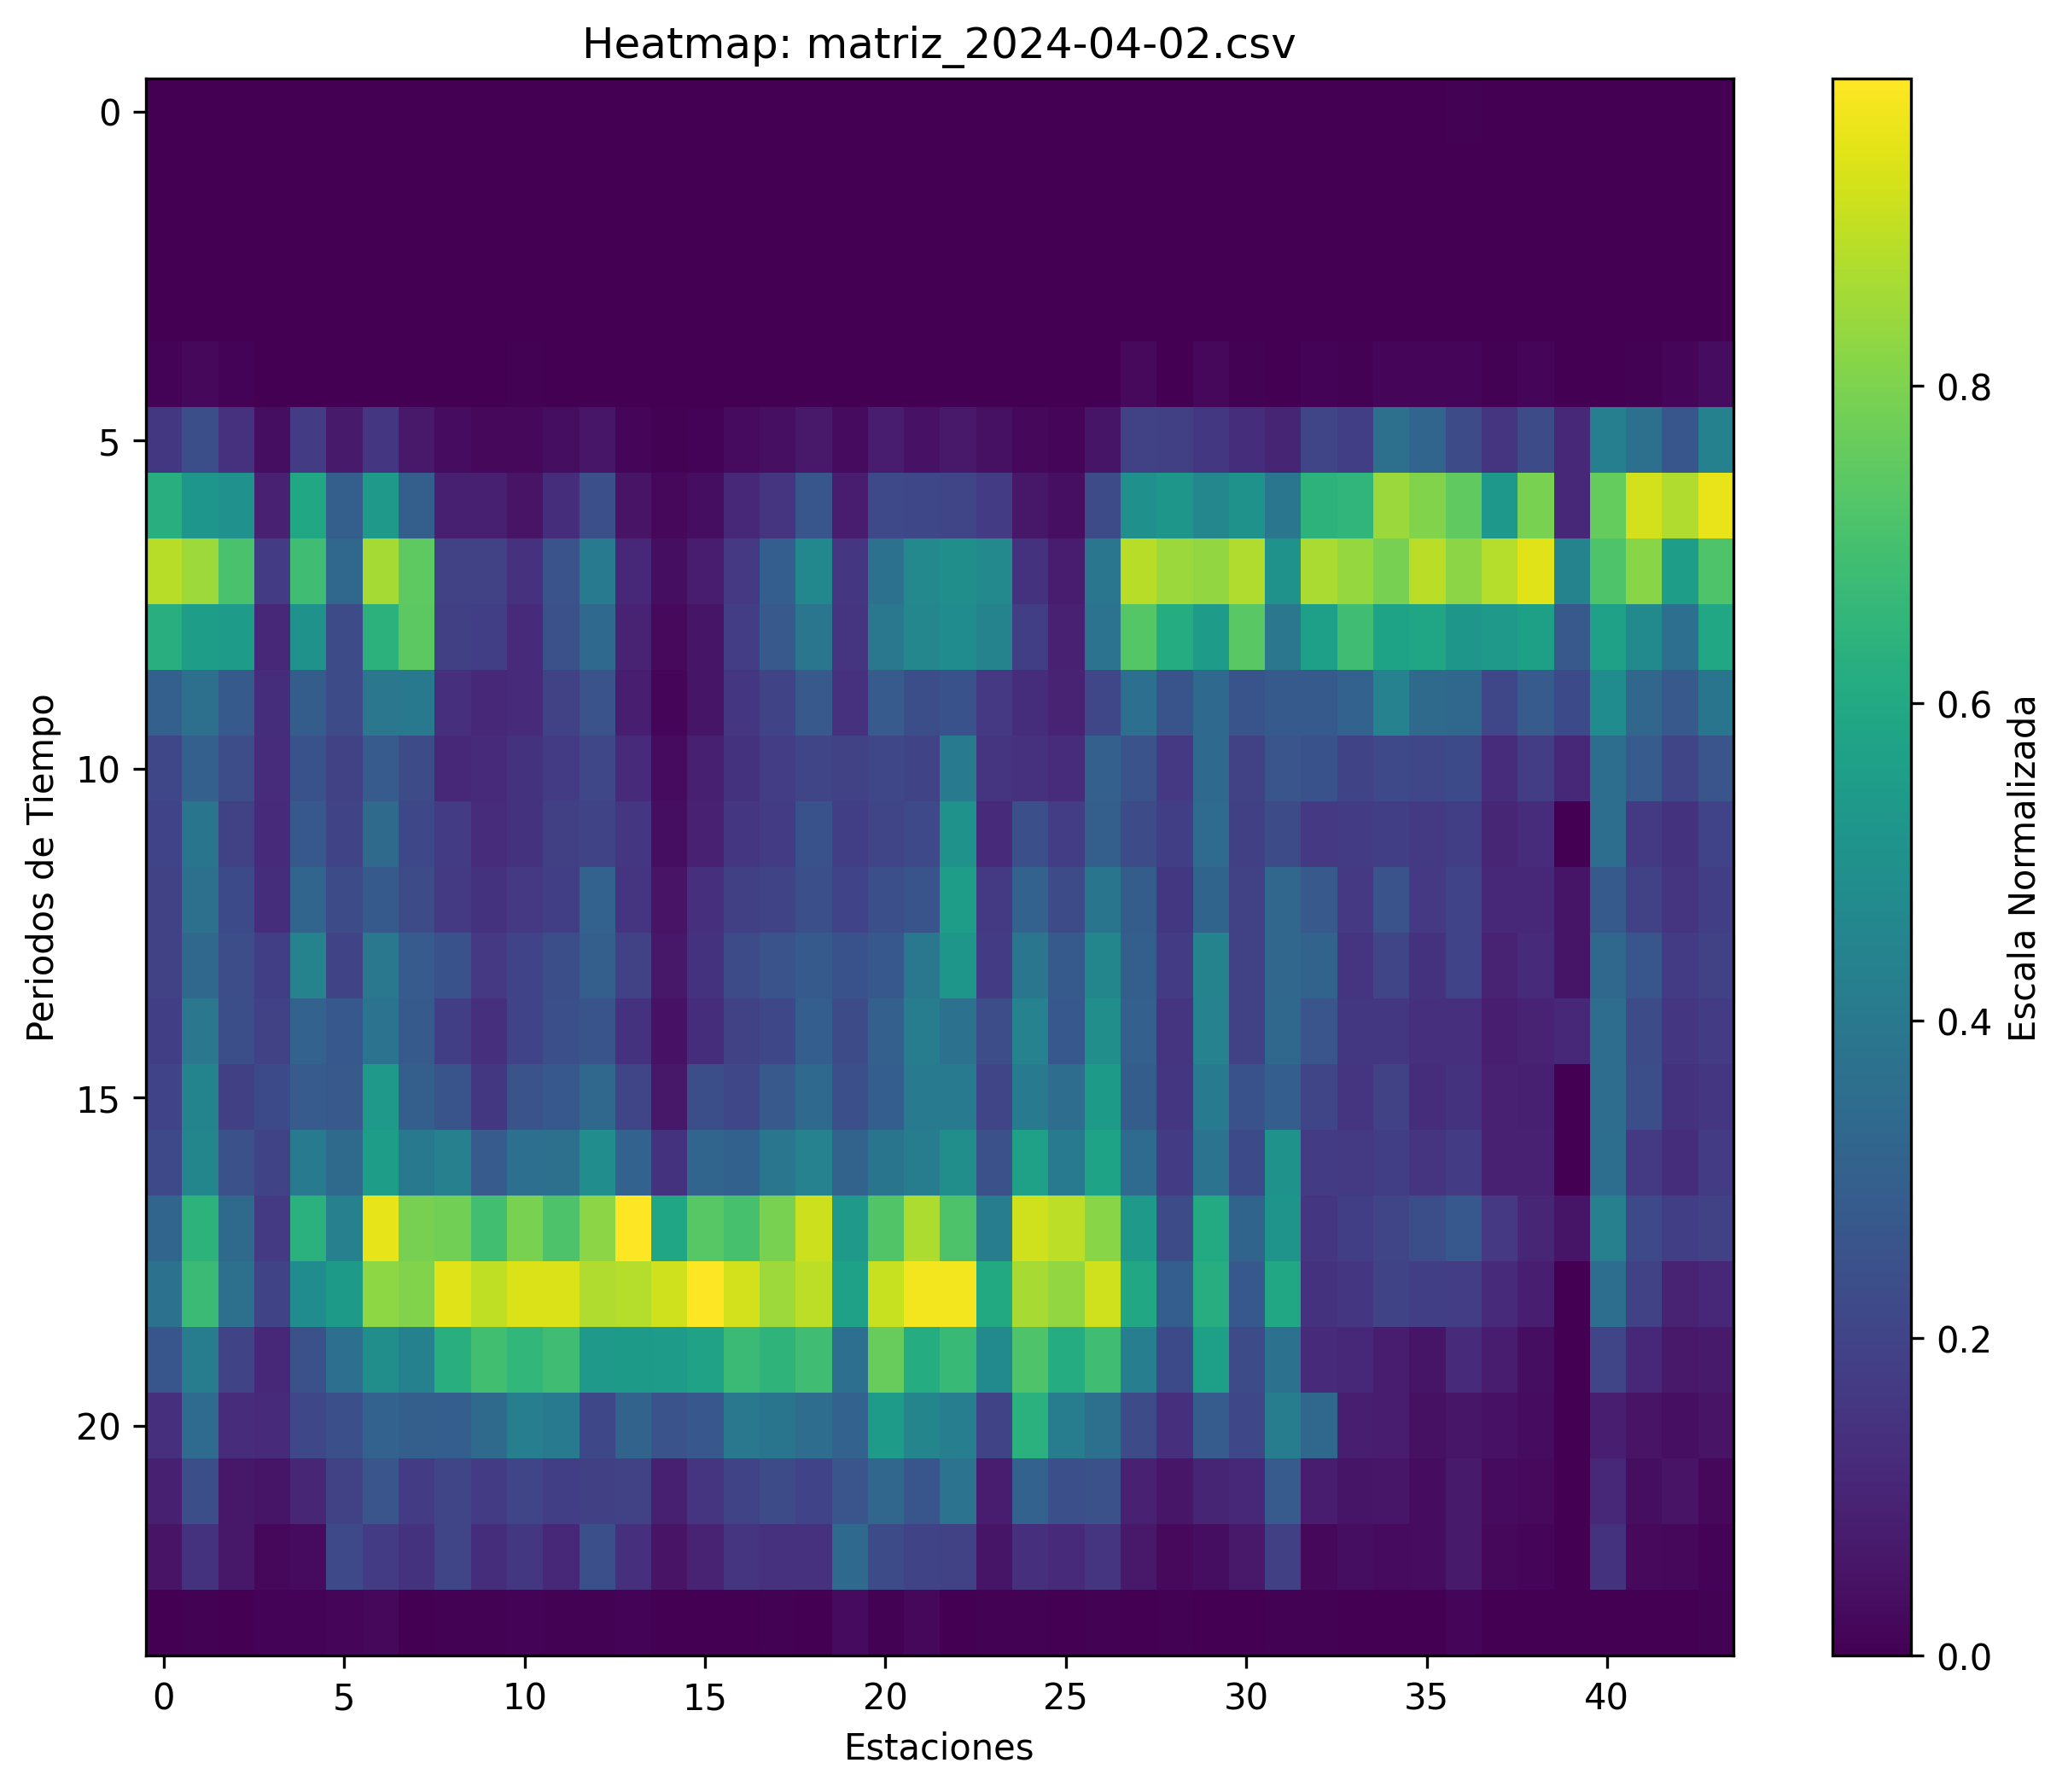 Heatmap: matriz_2024-04-02.csv
0
5
10
15
20
Periodos de Tiempo
0 5 10 15 20 25 30 35 40
Estaciones
0.8
0.6
0.4
0.2
0.0
Escala Normalizada